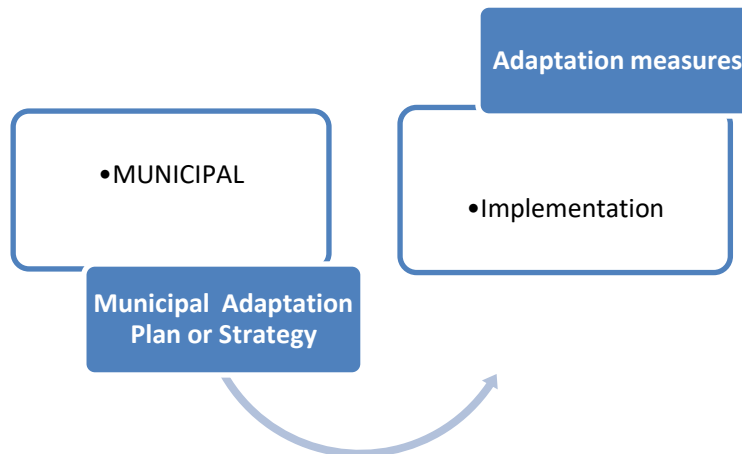 Adaptation measures
•MUNICIPAL
•Implementation
Municipal Adaptation
Plan or Strategy